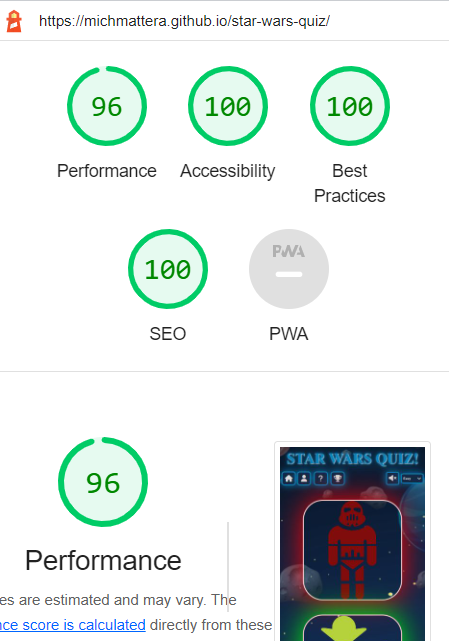 https://michmattera.github.io/star-wars-quiz/
96
100
100
Performance
Accessibility
Best
Practices
100
PWA
SEO
PWA
96
Performance
es are estimated and may vary. The
nce score is calculated directly from these
STAR WARS QUIZ!
?